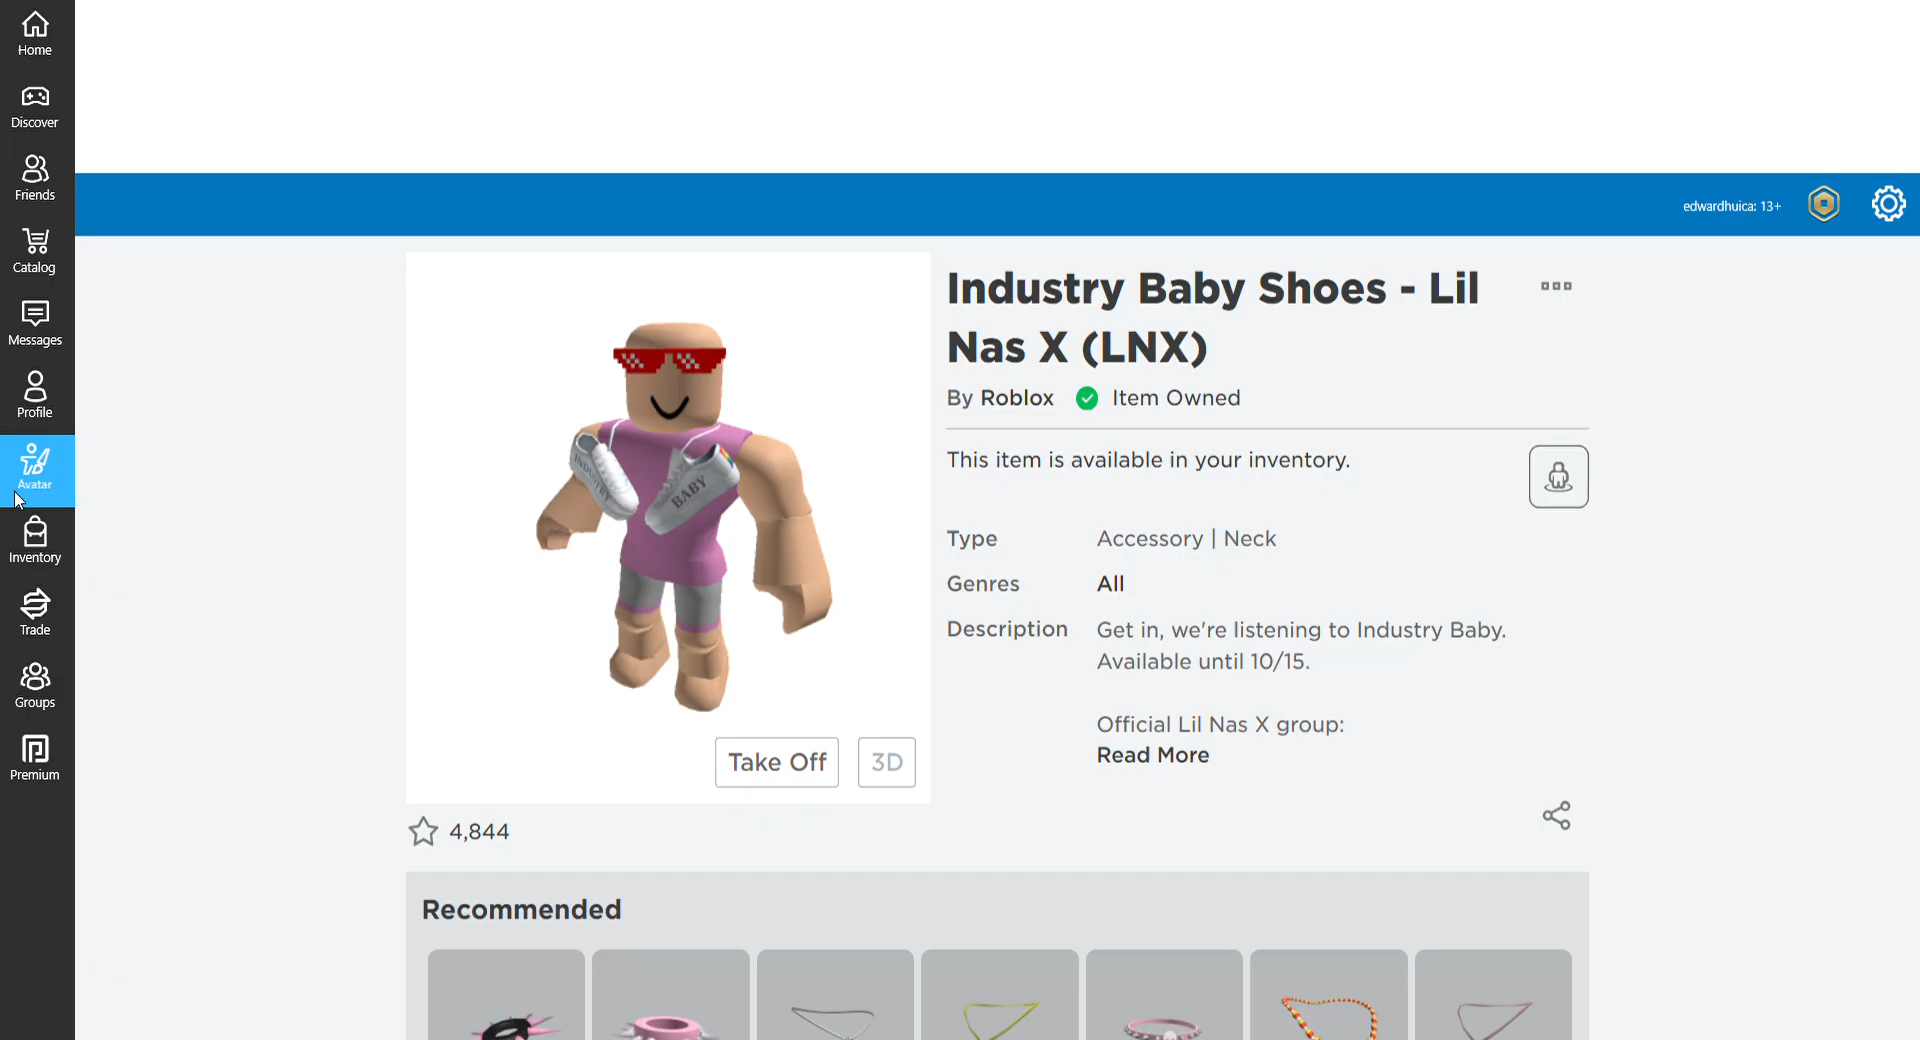 Home
Discover
Friends
Catalog
Messages
Profile
Avatar
Inventory
Trade
Groups
Premium
edwardhuica: 13+
INDUSTRY
BABY
Take Off
3D
4,844
Industry Baby Shoes - Lil
Nas X (LNX)
By Roblox
Item Owned
This item is available in your inventory.
Type
Accessory | Neck
Genres
All
Description
Get in, we're listening to Industry Baby.
Available until 10/15.
Official Lil Nas X group:
Read More
Recommended